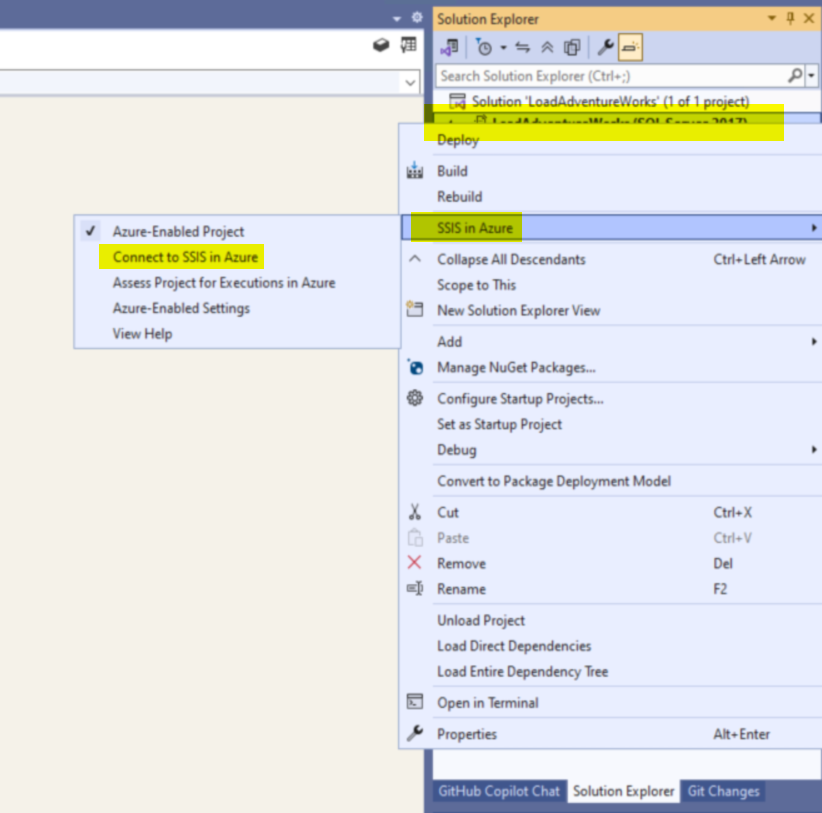 Solution Explorer
Search Solution Explorer (Ctrl+;)
Solution 'LoadAdventureWorks' (1 of 1 project)
LoadAdventureWorks (SQL Server 2017)
Deploy
Build
Rebuild
SSIS in Azure
Azure-Enabled Project
Connect to SSIS in Azure
Assess Project for Executions in Azure
Azure-Enabled Settings
View Help
Collapse All Descendants Ctrl+Left Arrow
Scope to This
New Solution Explorer View
Add
Manage NuGet Packages...
Configure Startup Projects...
Set as Startup Project
Debug
Convert to Package Deployment Model
Cut Ctrl+X
Paste Ctrl+V
Remove Del
Rename F2
Unload Project
Load Direct Dependencies
Load Entire Dependency Tree
Open in Terminal
Properties Alt+Enter
GitHub Copilot Chat Solution Explorer Git Changes